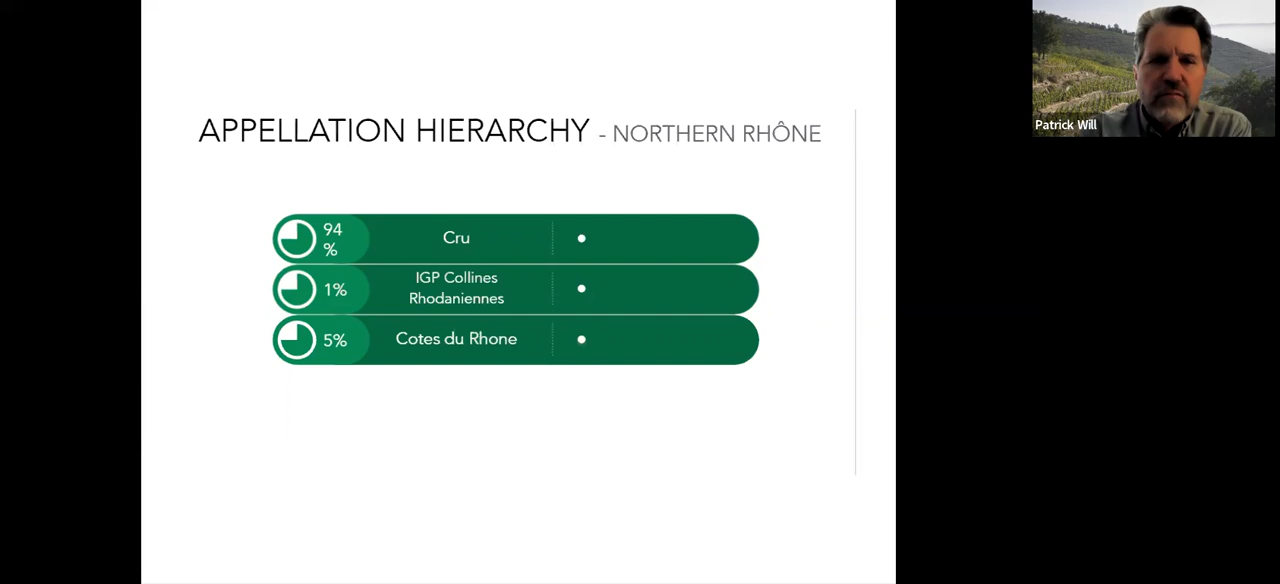 APPELLATION HIERARCHY - NORTHERN RHÔNE
94
%
Cru
1%
IGP Collines
Rhodaniennes
5%
Cotes du Rhone
Patrick Will